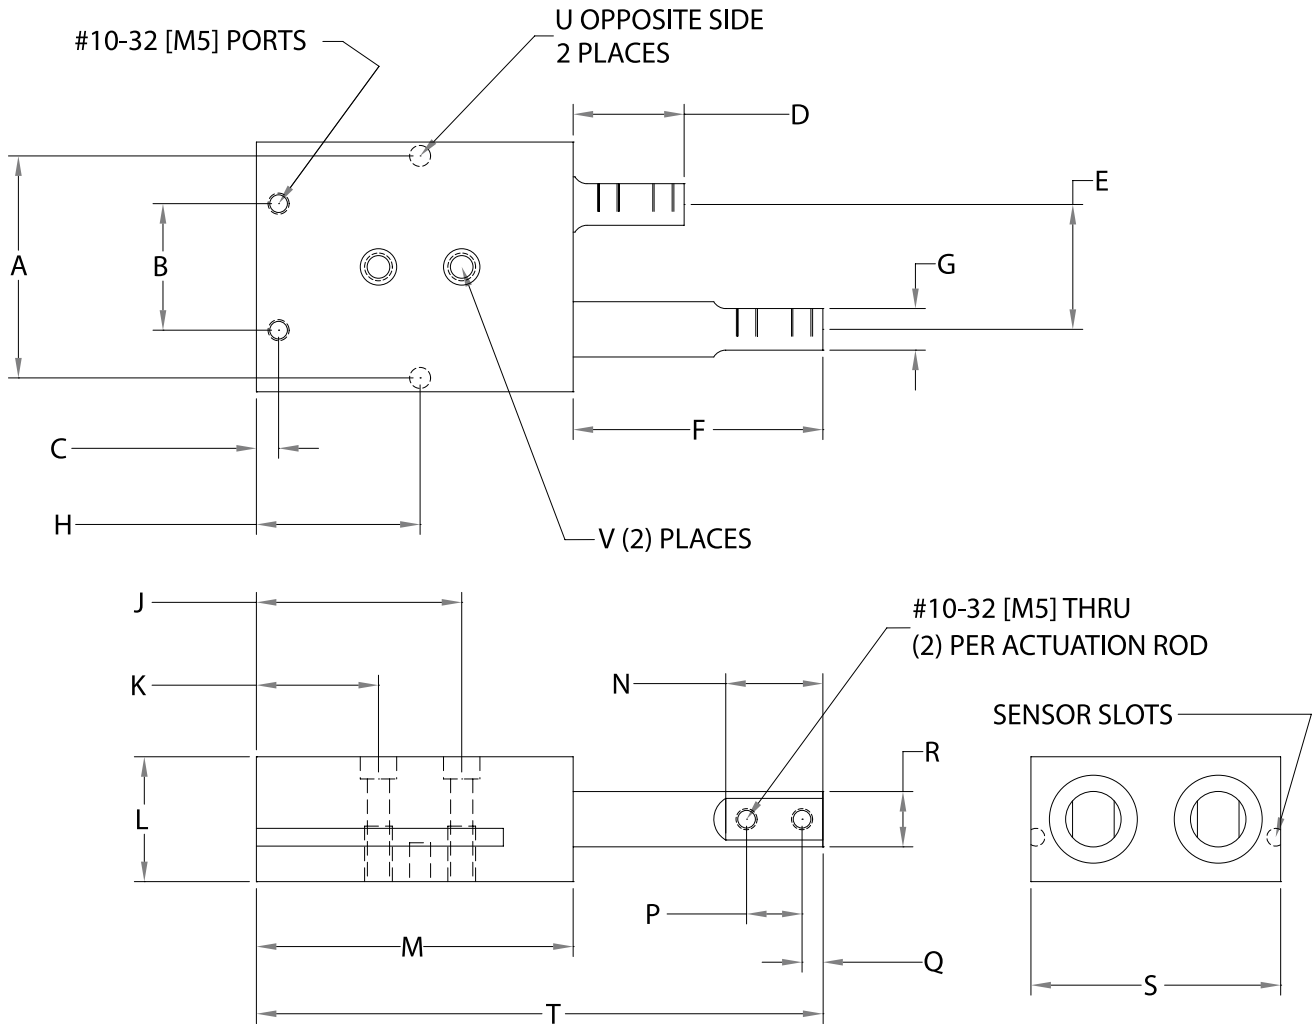 U OPPOSITE SIDE
#10-32 [M5] PORTS
2 PLACES
D
E
A
B
G
F
C
H
V (2) PLACES
J
#10-32 [M5] THRU
(2) PER ACTUATION ROD
K
N
SENSOR SLOTS
R
L
P
M
Q
S
T